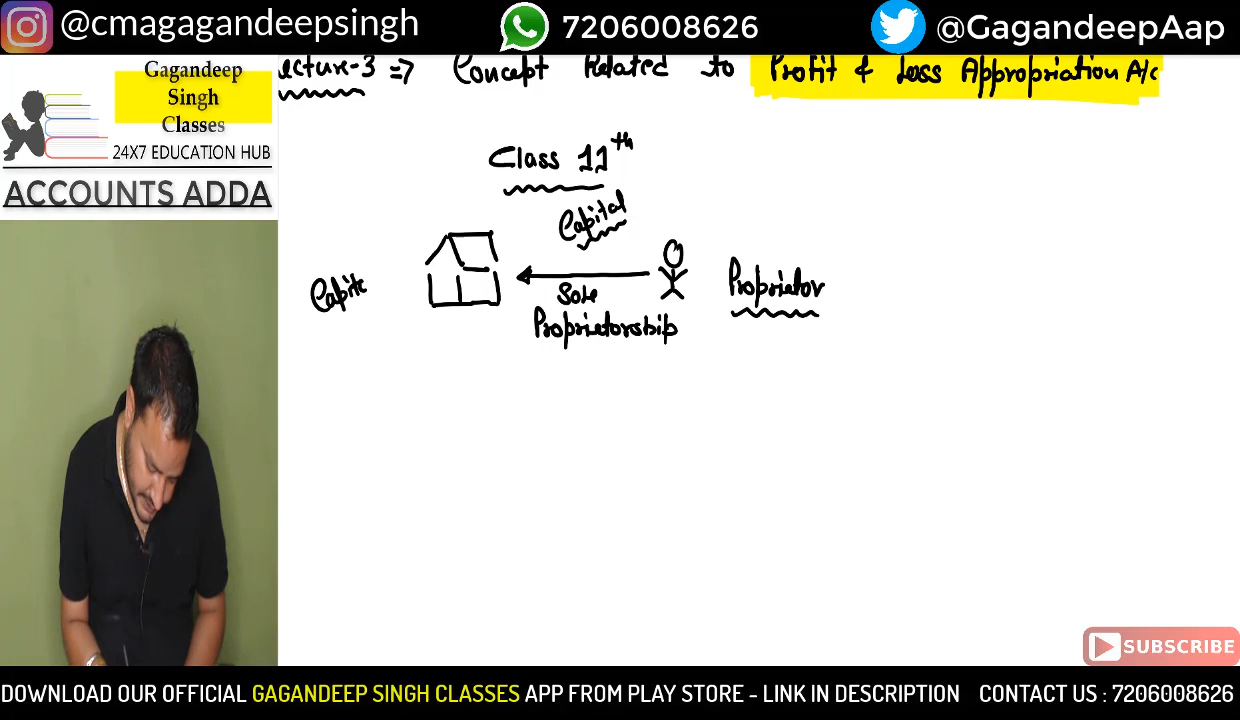 @cmagagandeepsingh 7206008626 @GagandeepAap
ecture-3 => Concept Related to Profit & Loss Appropriation A/c
Gagandeep
Singh
Classes
24X7 EDUCATION HUB
ACCOUNTS ADDA
Class 11th
Capital
Capite
Proprietor
Sole
Proprietorship
SUBSCRIBE
DOWNLOAD OUR OFFICIAL GAGANDEEP SINGH CLASSES APP FROM PLAY STORE - LINK IN DESCRIPTION CONTACT US : 7206008626